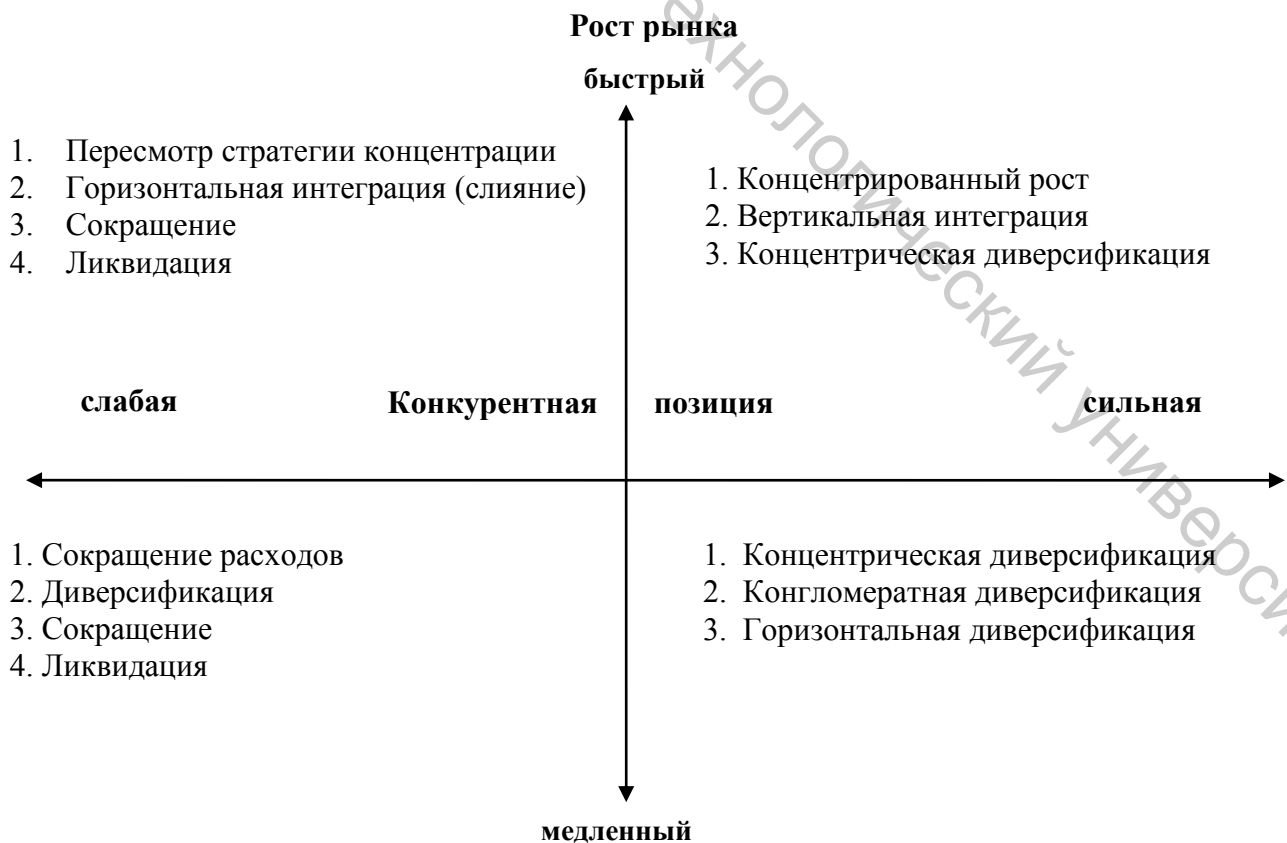 Рост рынка
быстрый
1. Пересмотр стратегии концентрации
2. Горизонтальная интеграция (слияние)
3. Сокращение
4. Ликвидация
1. Концентрированный рост
2. Вертикальная интеграция
3. Концентрическая диверсификация
слабая Конкурентная позиция сильная
1. Сокращение расходов
2. Диверсификация
3. Сокращение
4. Ликвидация
1. Концентрическая диверсификация
2. Конгломератная диверсификация
3. Горизонтальная диверсификация
медленный
ехнологический универси